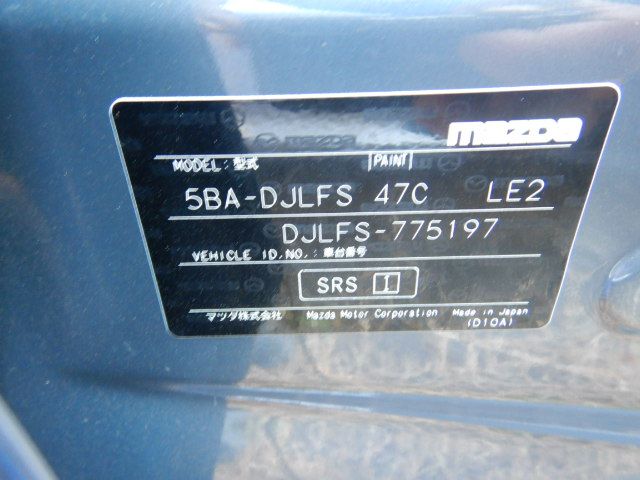 mazda
MODEL: 型式 PAINT
5BA-DJLFS 47C LE2
DJLFS-775197
VEHICLE ID.NO.: 車台番号
SRS I
マツダ株式会社 Mazda Motor Corporation Made in Japan
(D10A)